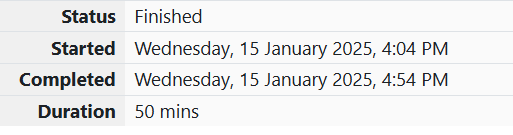 Status Finished
Started Wednesday, 15 January 2025, 4:04 PM
Completed Wednesday, 15 January 2025, 4:54 PM
Duration 50 mins